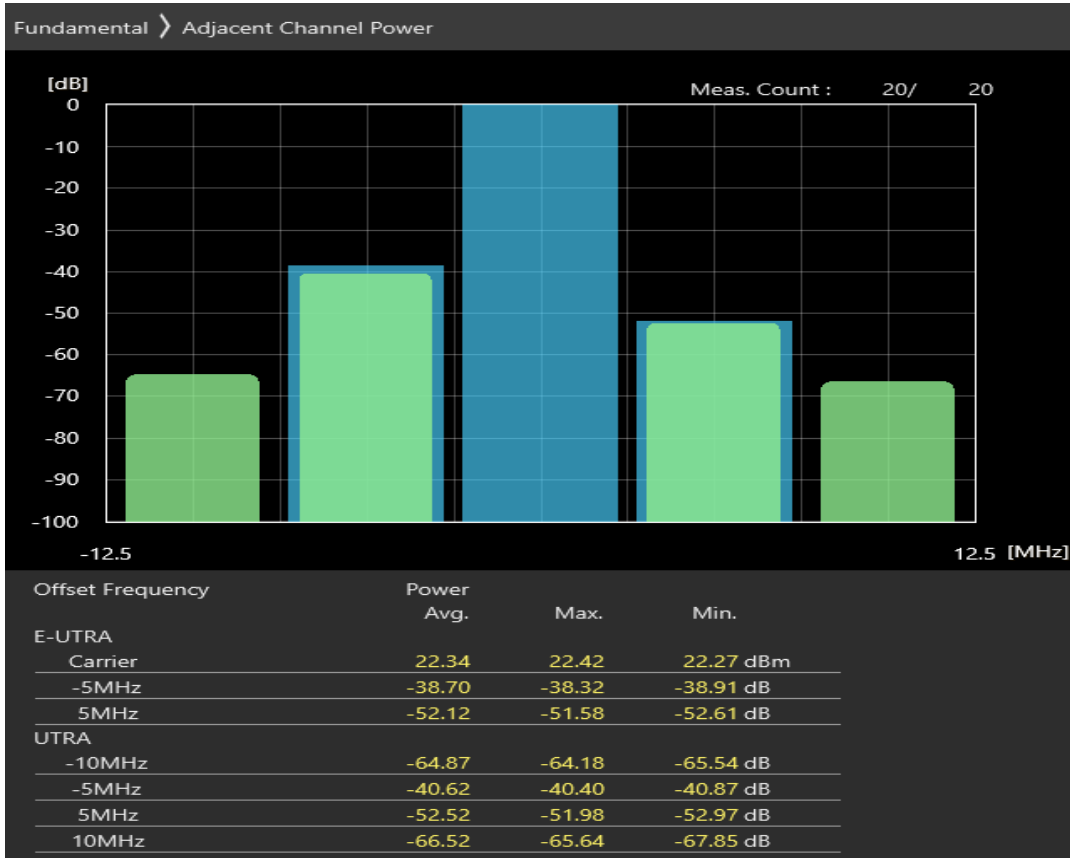 Fundamental 〉 Adjacent Channel Power
[dB]
Meas. Count : 20/ 20
0
-10
-20
-30
-40
-50
-60
-70
-80
-90
-100
-12.5 12.5 [MHz]
Offset Frequency Power
Avg. Max. Min.
E-UTRA
Carrier 22.34 22.42 22.27 dBm
-5MHz -38.70 -38.32 -38.91 dB
5MHz -52.12 -51.58 -52.61 dB
UTRA
-10MHz -64.87 -64.18 -65.54 dB
-5MHz -40.62 -40.40 -40.87 dB
5MHz -52.52 -51.98 -52.97 dB
10MHz -66.52 -65.64 -67.85 dB